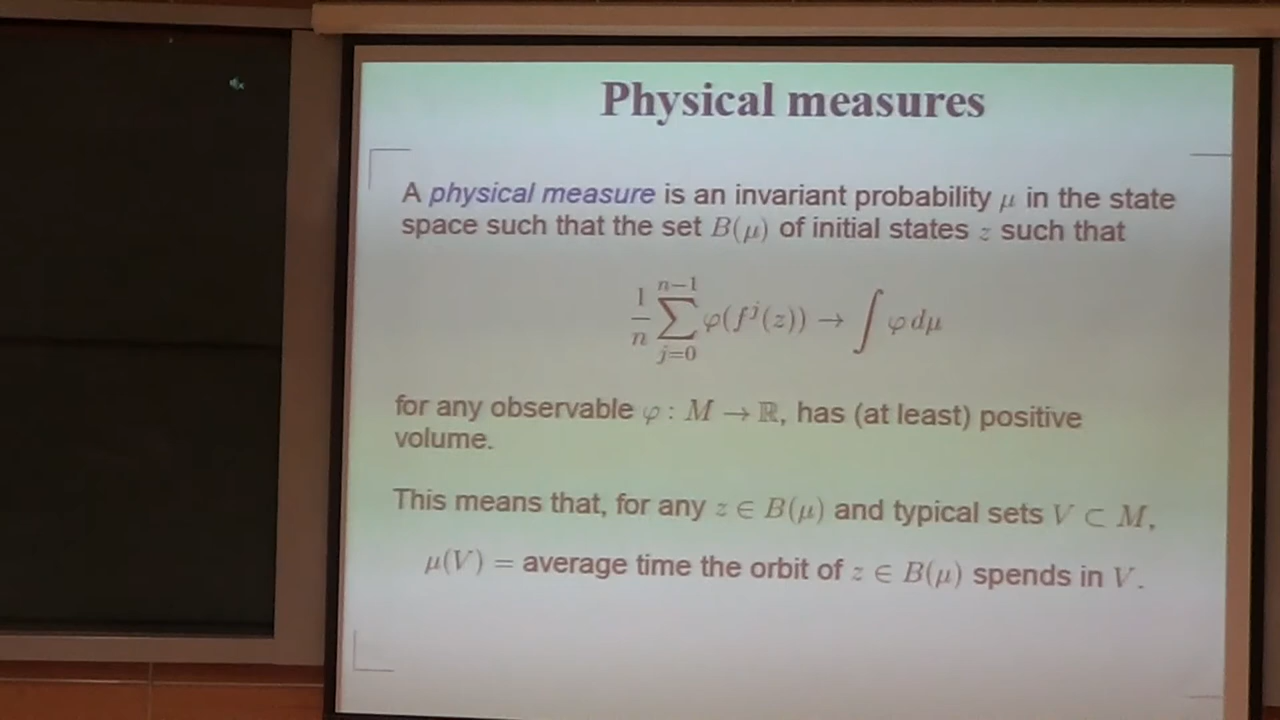 Physical measures
A physical measure is an invariant probability μ in the state
space such that the set B(μ) of initial states z such that
1/n ∑_{j=0}^{n−1} φ(f^j(z)) → ∫ φ dμ
for any observable φ : M → ℝ, has (at least) positive
volume.
This means that, for any z ∈ B(μ) and typical sets V ⊂ M,
μ(V) = average time the orbit of z ∈ B(μ) spends in V.